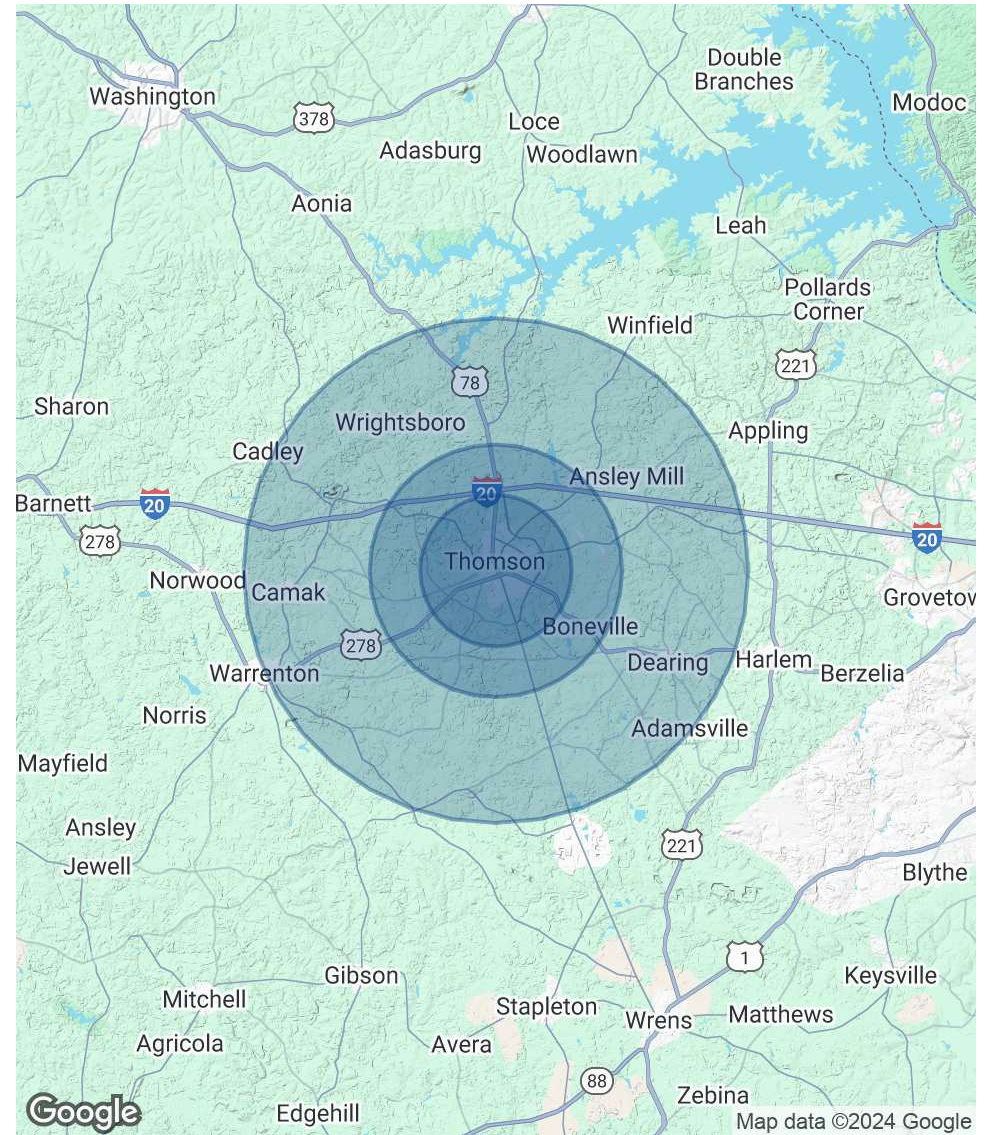 Double
Branches
Washington
Modoc
378
Loce
Adasburg
Woodlawn
Aonia
Leah
Pollards
Corner
Winfield
221
78
Sharon
Wrightsboro
Appling
Cadley
Ansley Mill
20
Barnett
20
278
20
Thomson
Norwood
Camak
Grovetow
Boneville
278
Dearing
Harlem
Warrenton
Berzelia
Norris
Adamsville
Mayfield
Ansley
221
Jewell
Blythe
1
Gibson
Keysville
Mitchell
Stapleton
Matthews
Wrens
Agricola
Avera
88
Zebina
Google
Edgehill
Map data ©2024 Google